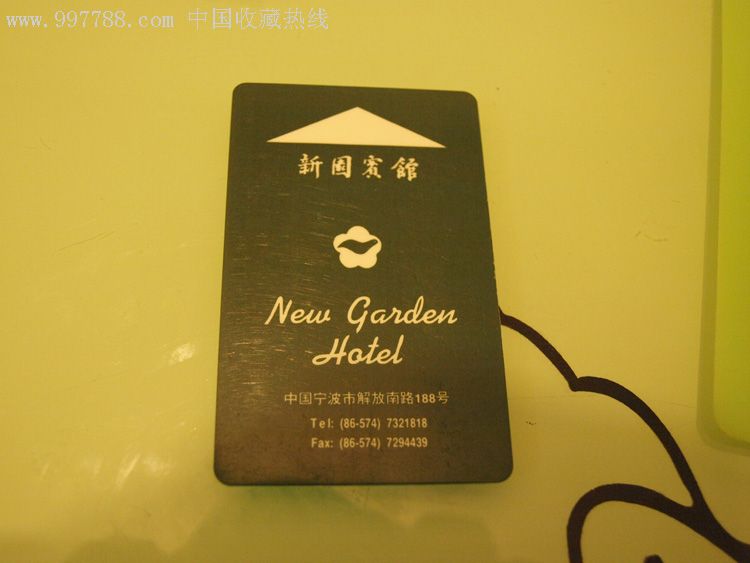 www.997788.com 中国收藏热线
新園賓館
New Garden
Hotel
中国宁波市解放南路188号
Tel: (86-574) 7321818
Fax: (86-574) 7294439